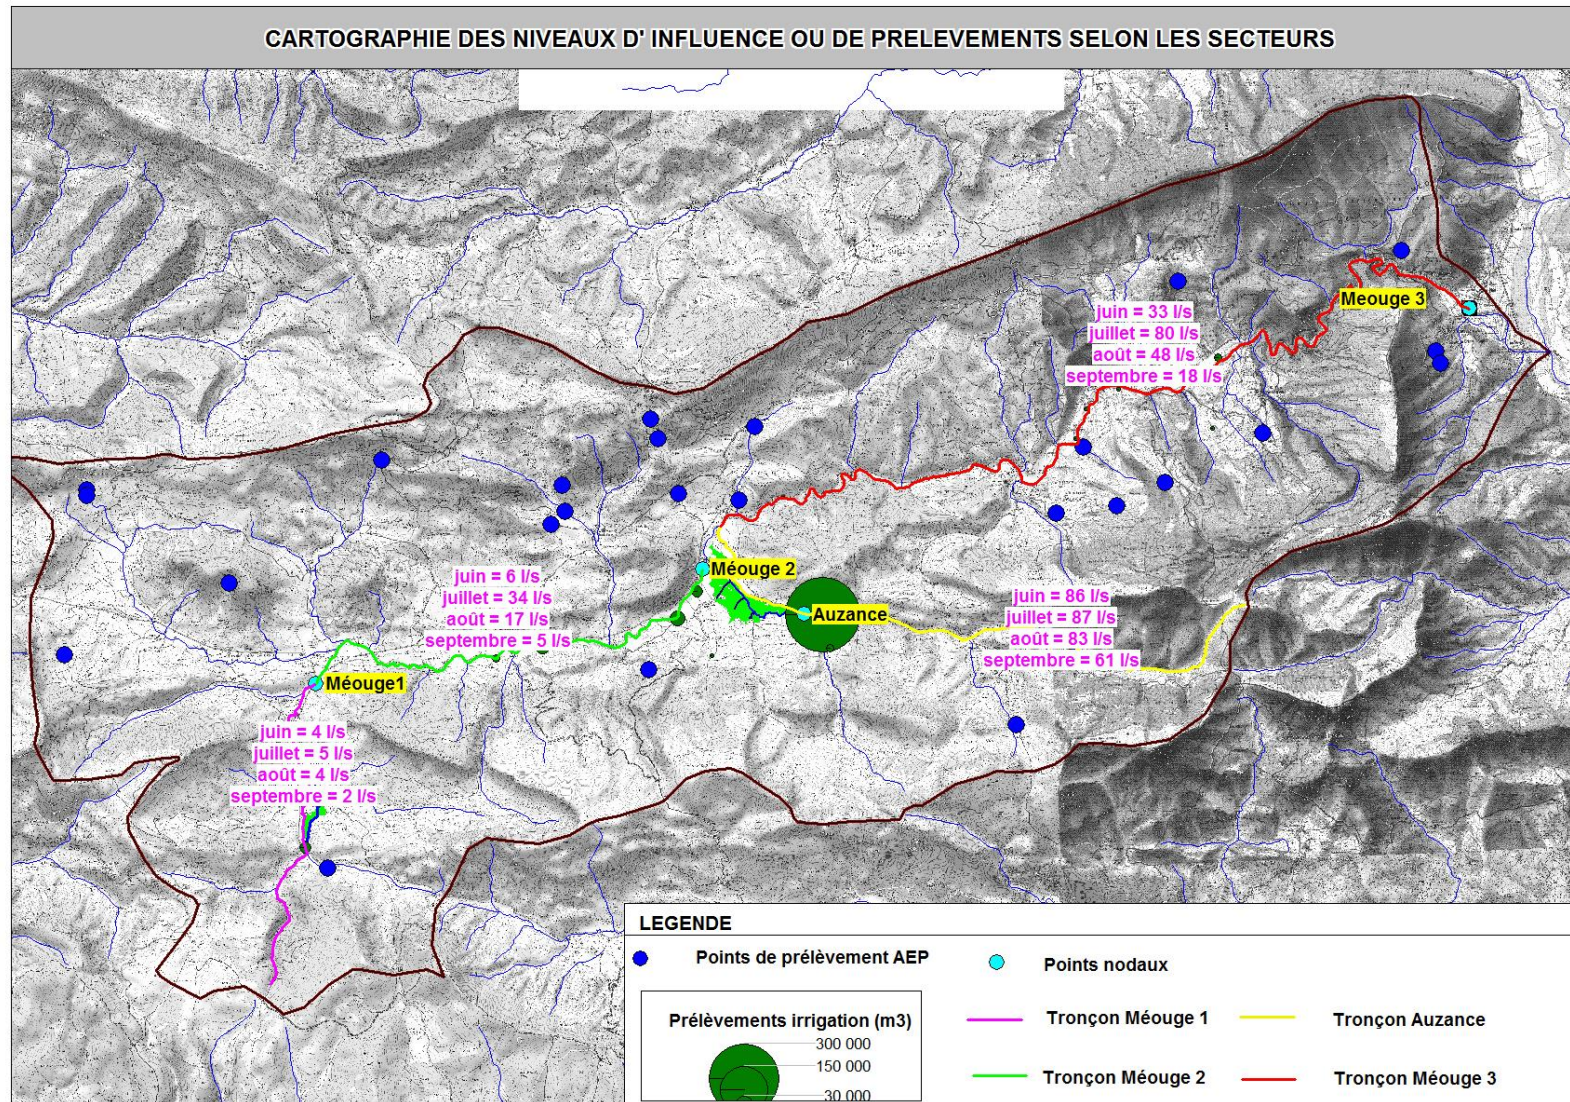 CARTOGRAPHIE DES NIVEAUX D' INFLUENCE OU DE PRELEVEMENTS SELON LES SECTEURS
Meouge 3
juin = 33 l/s
juillet = 80 l/s
août = 48 l/s
septembre = 18 l/s
Méouge 2
juin = 6 l/s
juillet = 34 l/s
août = 17 l/s
septembre = 5 l/s
Auzance
juin = 86 l/s
juillet = 87 l/s
août = 83 l/s
septembre = 61 l/s
Méouge1
juin = 4 l/s
juillet = 5 l/s
août = 4 l/s
septembre = 2 l/s
LEGENDE
Points de prélèvement AEP
Points nodaux
Prélèvements irrigation (m3)
300 000
150 000
30 000
Tronçon Méouge 1
Tronçon Auzance
Tronçon Méouge 2
Tronçon Méouge 3